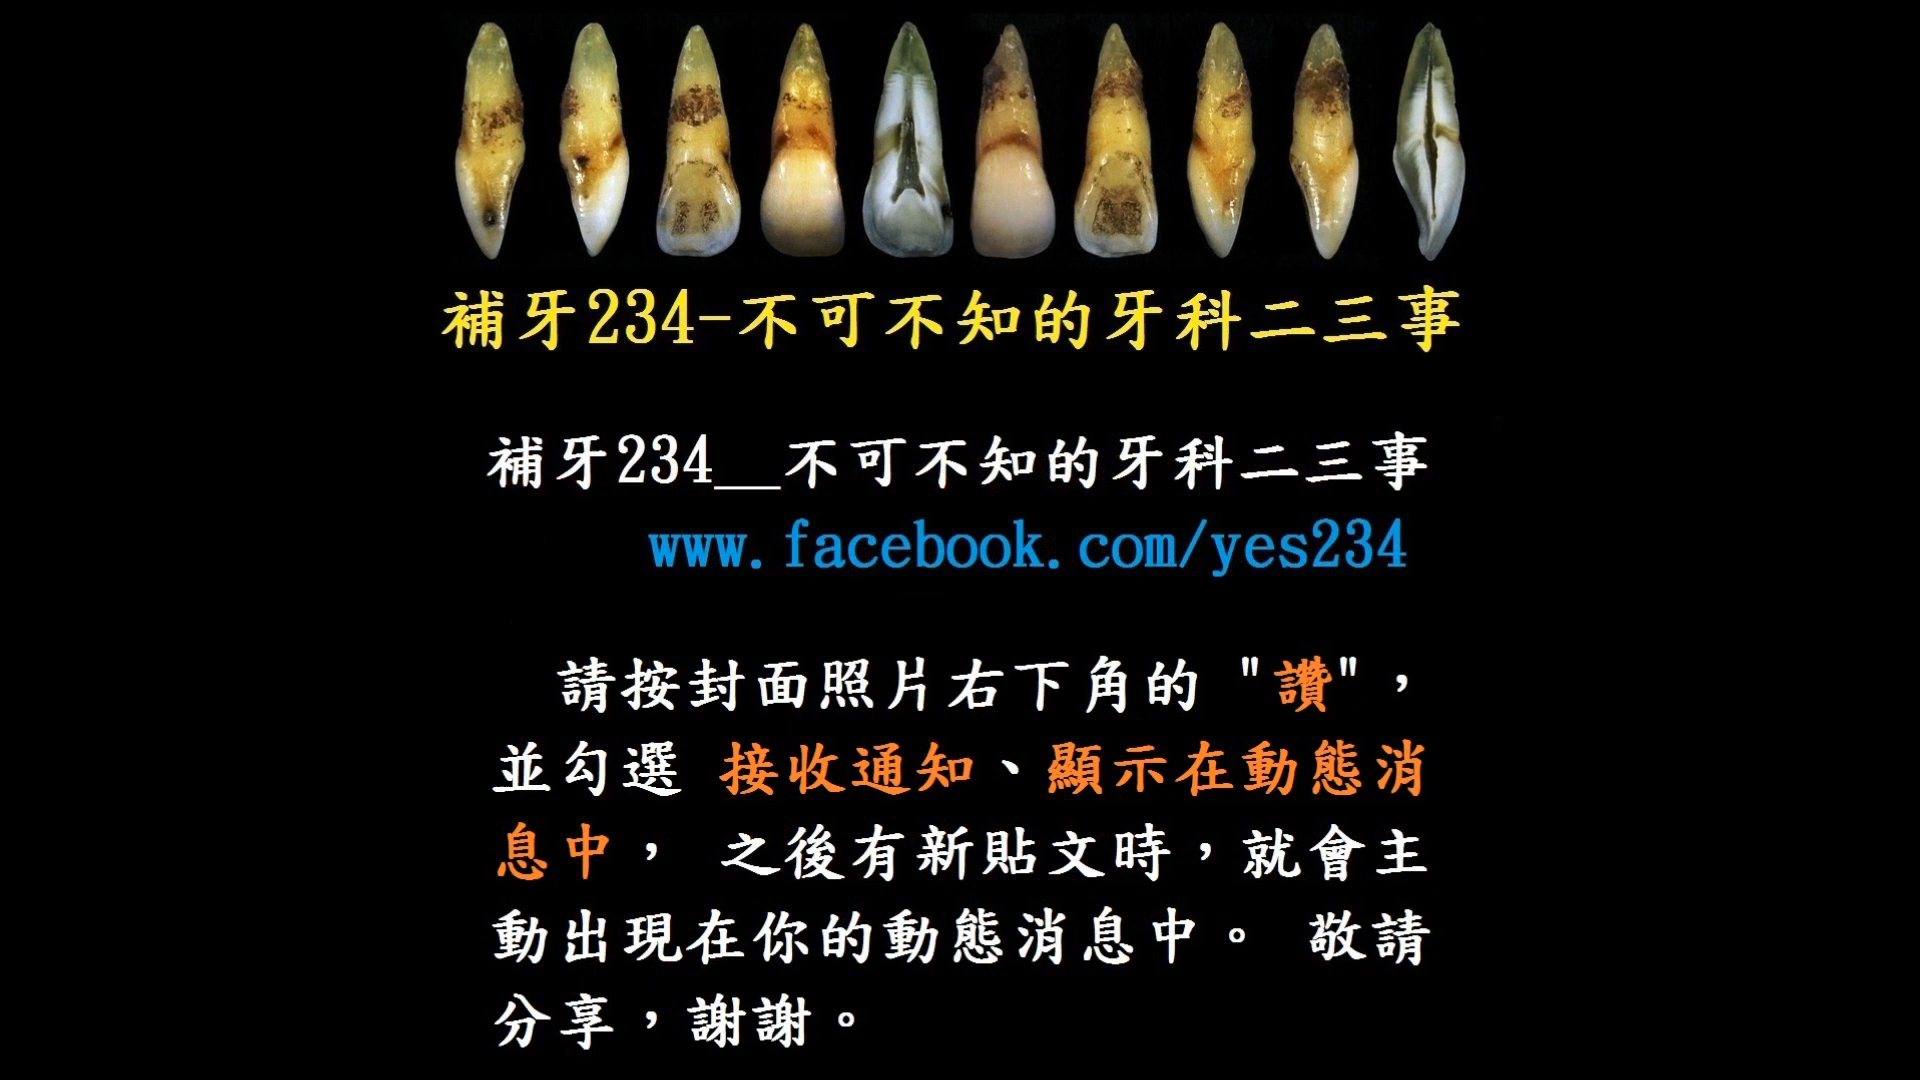 補牙234-不可不知的牙科二三事
補牙234__不可不知的牙科二三事
www.facebook.com/yes234
請按封面照片右下角的 "讚"，
並勾選 接收通知、顯示在動態消
息中， 之後有新貼文時，就會主
動出現在你的動態消息中。 敬請
分享，謝謝。